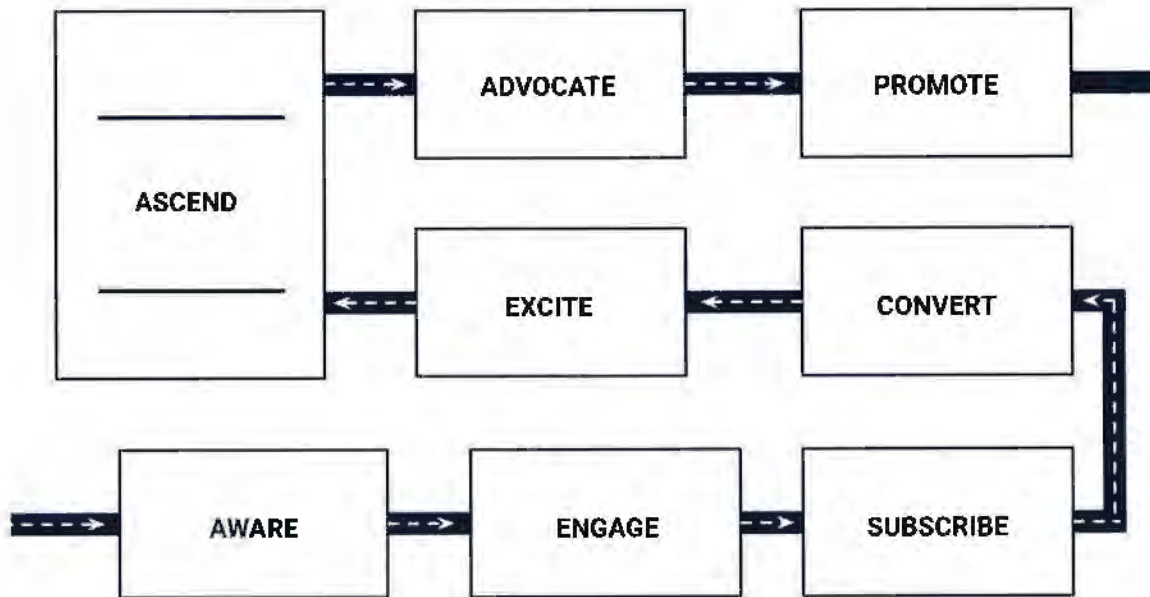 ADVOCATE
PROMOTE
ASCEND
EXCITE
CONVERT
AWARE
ENGAGE
SUBSCRIBE